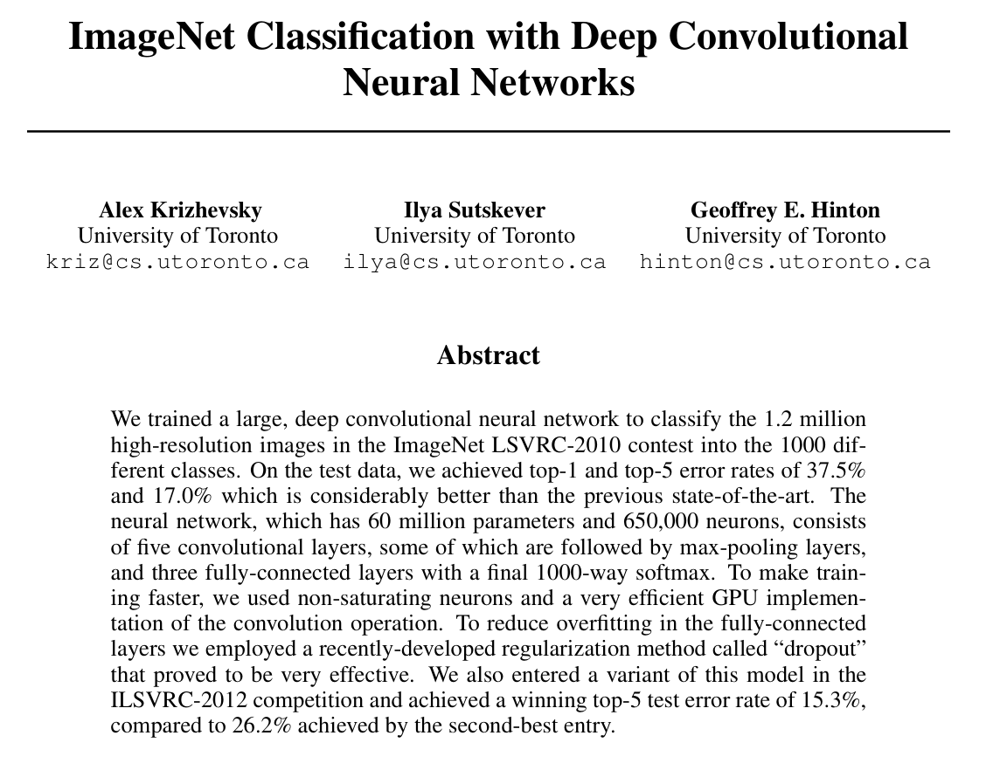 ImageNet Classification with Deep Convolutional
Neural Networks
Alex Krizhevsky
University of Toronto
kriz@cs.utoronto.ca
Ilya Sutskever
University of Toronto
ilya@cs.utoronto.ca
Geoffrey E. Hinton
University of Toronto
hinton@cs.utoronto.ca
Abstract
We trained a large, deep convolutional neural network to classify the 1.2 million
high-resolution images in the ImageNet LSVRC-2010 contest into the 1000 dif-
ferent classes. On the test data, we achieved top-1 and top-5 error rates of 37.5%
and 17.0% which is considerably better than the previous state-of-the-art. The
neural network, which has 60 million parameters and 650,000 neurons, consists
of five convolutional layers, some of which are followed by max-pooling layers,
and three fully-connected layers with a final 1000-way softmax. To make train-
ing faster, we used non-saturating neurons and a very efficient GPU implemen-
tation of the convolution operation. To reduce overfitting in the fully-connected
layers we employed a recently-developed regularization method called “dropout”
that proved to be very effective. We also entered a variant of this model in the
ILSVRC-2012 competition and achieved a winning top-5 test error rate of 15.3%,
compared to 26.2% achieved by the second-best entry.